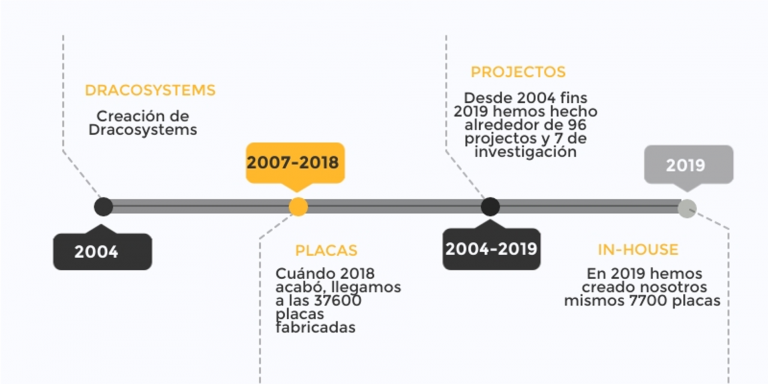 DRACOSYSTEMS
Creación de
Dracosystems
2004
2007-2018
PLACAS
Cuándo 2018
acabó, llegamos
a las 37600
placas
fabricadas
PROJECTOS
Desde 2004 fins
2019 hemos hecho
alrededor de 96
projectos y 7 de
investigación
2004-2019
2019
IN-HOUSE
En 2019 hemos
creado nosotros
mismos 7700 placas